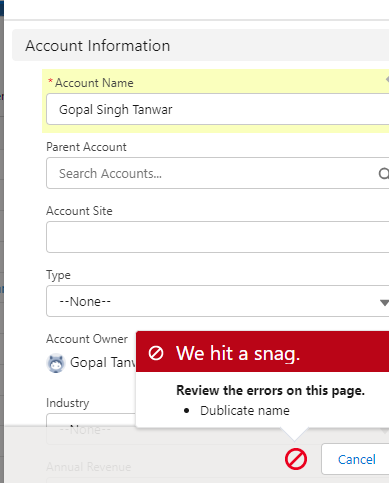 Account Information
* Account Name
Gopal Singh Tanwar
Parent Account
Search Accounts...
Account Site
Type
--None--
Account Owner
Gopal Tanw
We hit a snag.
Review the errors on this page.
• Dublicate name
Industry
--None--
Annual Revenue
Cancel